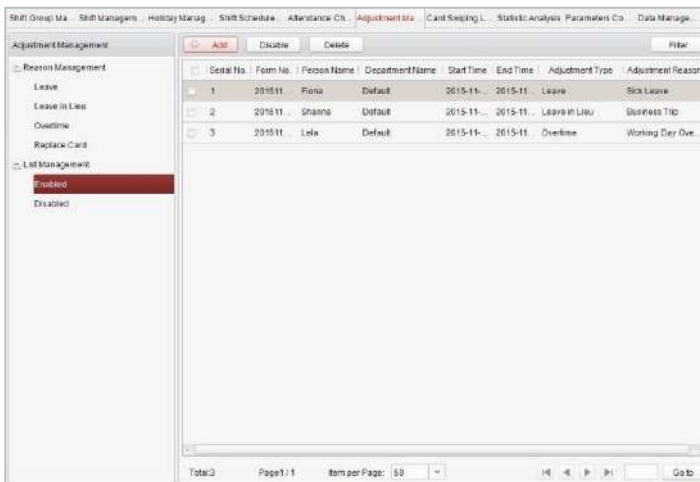 Shift Group Ma... Shift Managem... Holiday Manag... Shift Schedule... Attendance Ch... Adjustment Ma... Card Swiping L... Statistic Analysis Parameters Co... Data Manage...
Adjustment Management Add Disable Delete Filter
Reason Management Serial No. Form No. Person Name Department Name Start Time End Time Adjustment Type Adjustment Reason
Leave 1 201511... Fiona Default 2015-11-... 2015-11... Leave Sick Leave
Leave in Lieu 2 201511... Shanna Default 2015-11-... 2015-11... Leave in Lieu Business Trip
Overtime 3 201511... Lela Default 2015-11-... 2015-11... Overtime Working Day Ove...
Replace Card
List Management
Enabled
Disabled
Total:3 Page1/1 Item per Page: 50 Go to